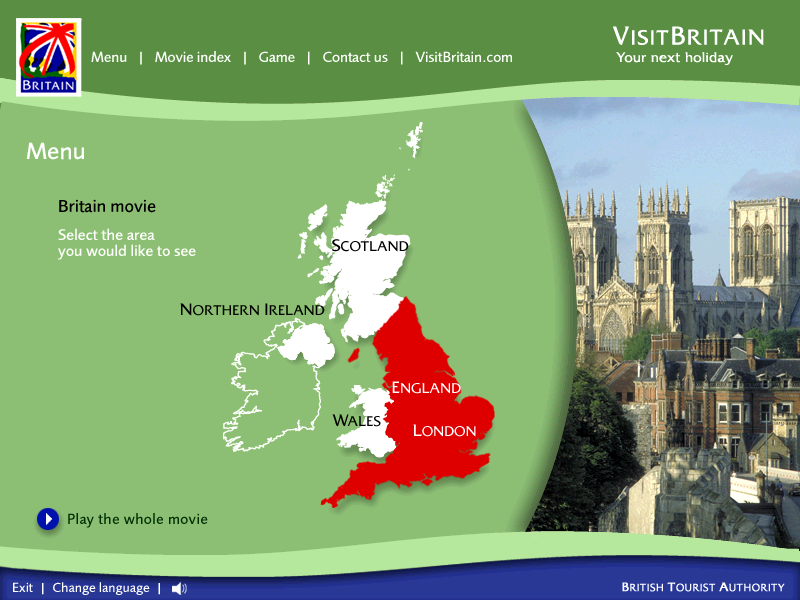 BRITAIN
Menu | Movie index | Game | Contact us | VisitBritain.com
VISITBRITAIN
Your next holiday
Menu
Britain movie
Select the area
you would like to see
SCOTLAND
NORTHERN IRELAND
ENGLAND
WALES
LONDON
Play the whole movie
Exit | Change language |
BRITISH TOURIST AUTHORITY